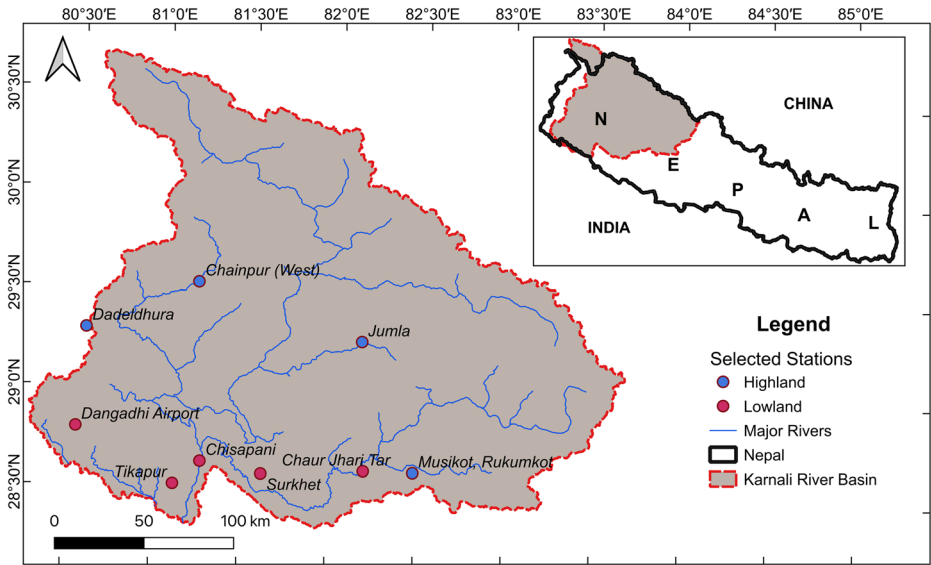 80°30'E 81°0'E 81°30'E 82°0'E 82°30'E 83°0'E 83°30'E 84°0'E 84°30'E 85°0'E
30°30'N
30°0'N
29°30'N
29°0'N
28°30'N
CHINA
N
E
P
A
L
INDIA
Chainpur (West)
Dadeldhura
Jumla
Dangadhi Airport
Chisapani
Tikapur
Chaur Jhari Tar
Musikot, Rukumkot
Surkhet
0 50 100 km
Legend
Selected Stations
Highland
Lowland
Major Rivers
Nepal
Karnali River Basin